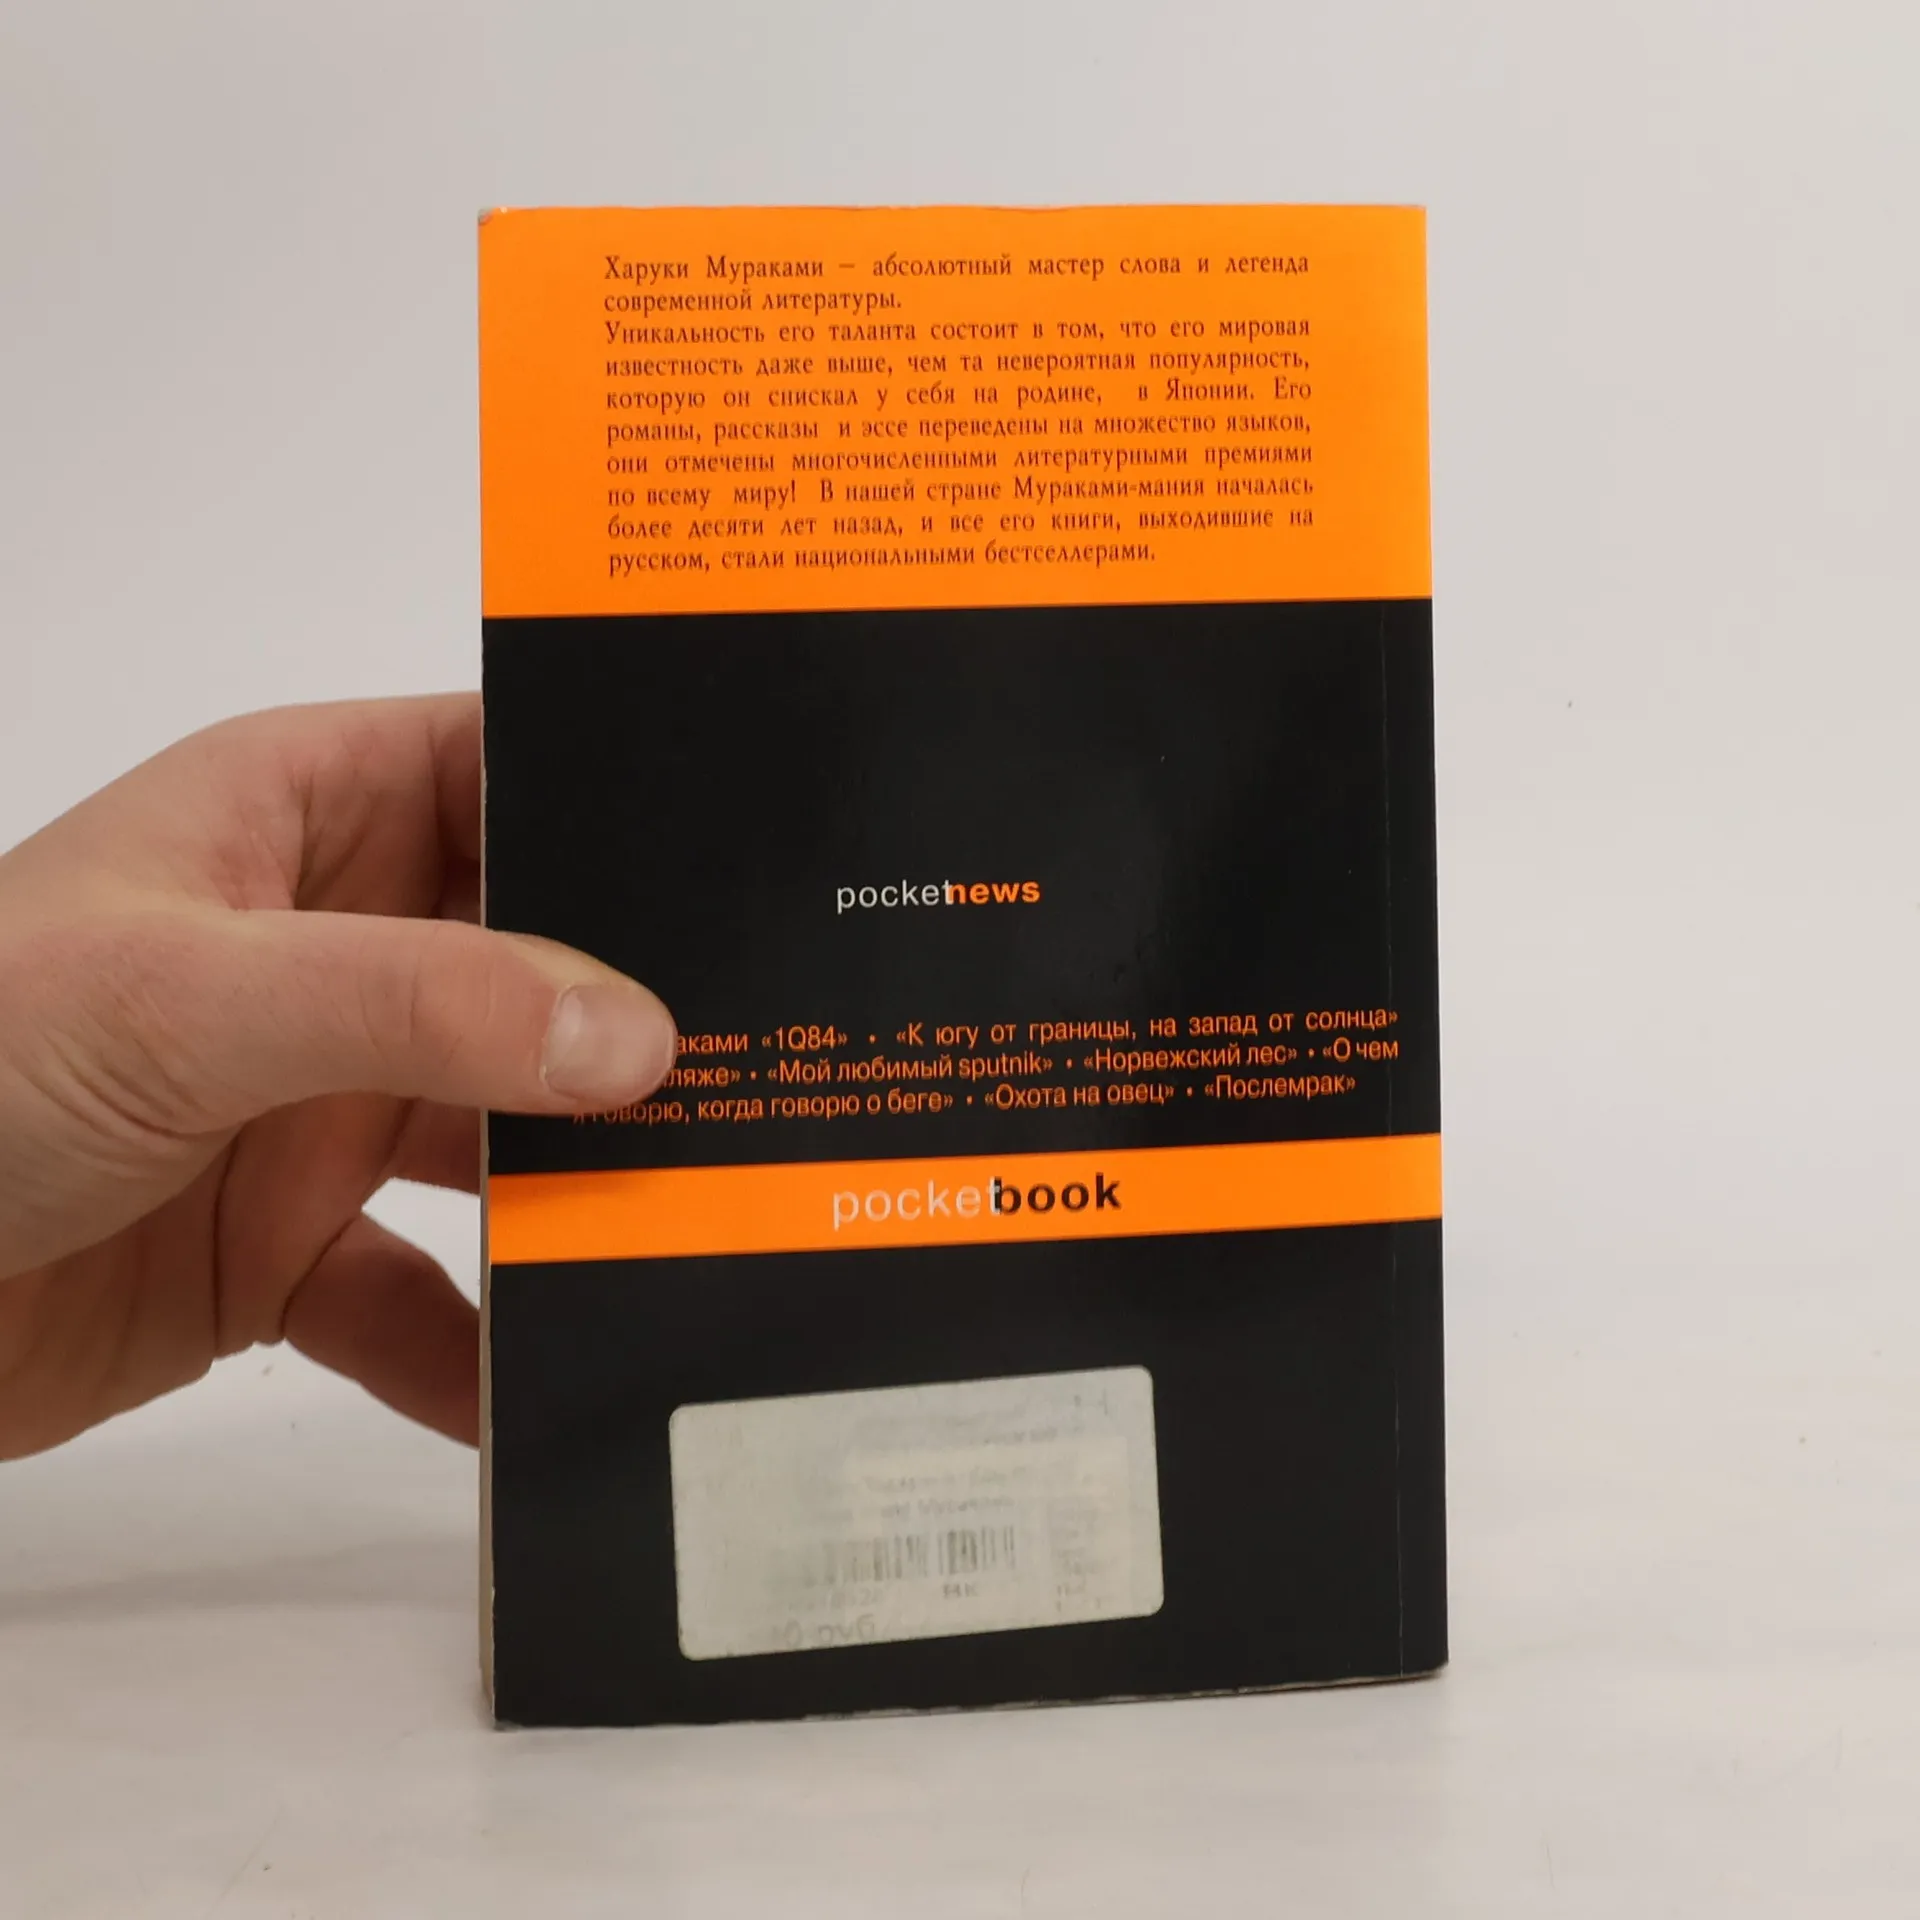 Харуки Мураками – абсолютный мастер слова и легенда
современной литературы.
Уникальность его таланта состоит в том, что его мировая
известность даже выше, чем та невероятная популярность,
которую он снискал у себя на родине, в Японии. Его
романы, рассказы и эссе переведены на множество языков,
они отмечены многочисленными литературными премиями
по всему миру! В нашей стране Мураками-мания началась
более десяти лет назад, и все его книги, выходившие на
русском, стали национальными бестселлерами.
pocketnews
«1Q84» • «К югу от границы, на запад от солнца»
• «Мой любимый sputnik» • «Норвежский лес» • «О чем
говорю, когда говорю о беге» • «Охота на овец» • «Послемрак»
pocketbook
нк
руб